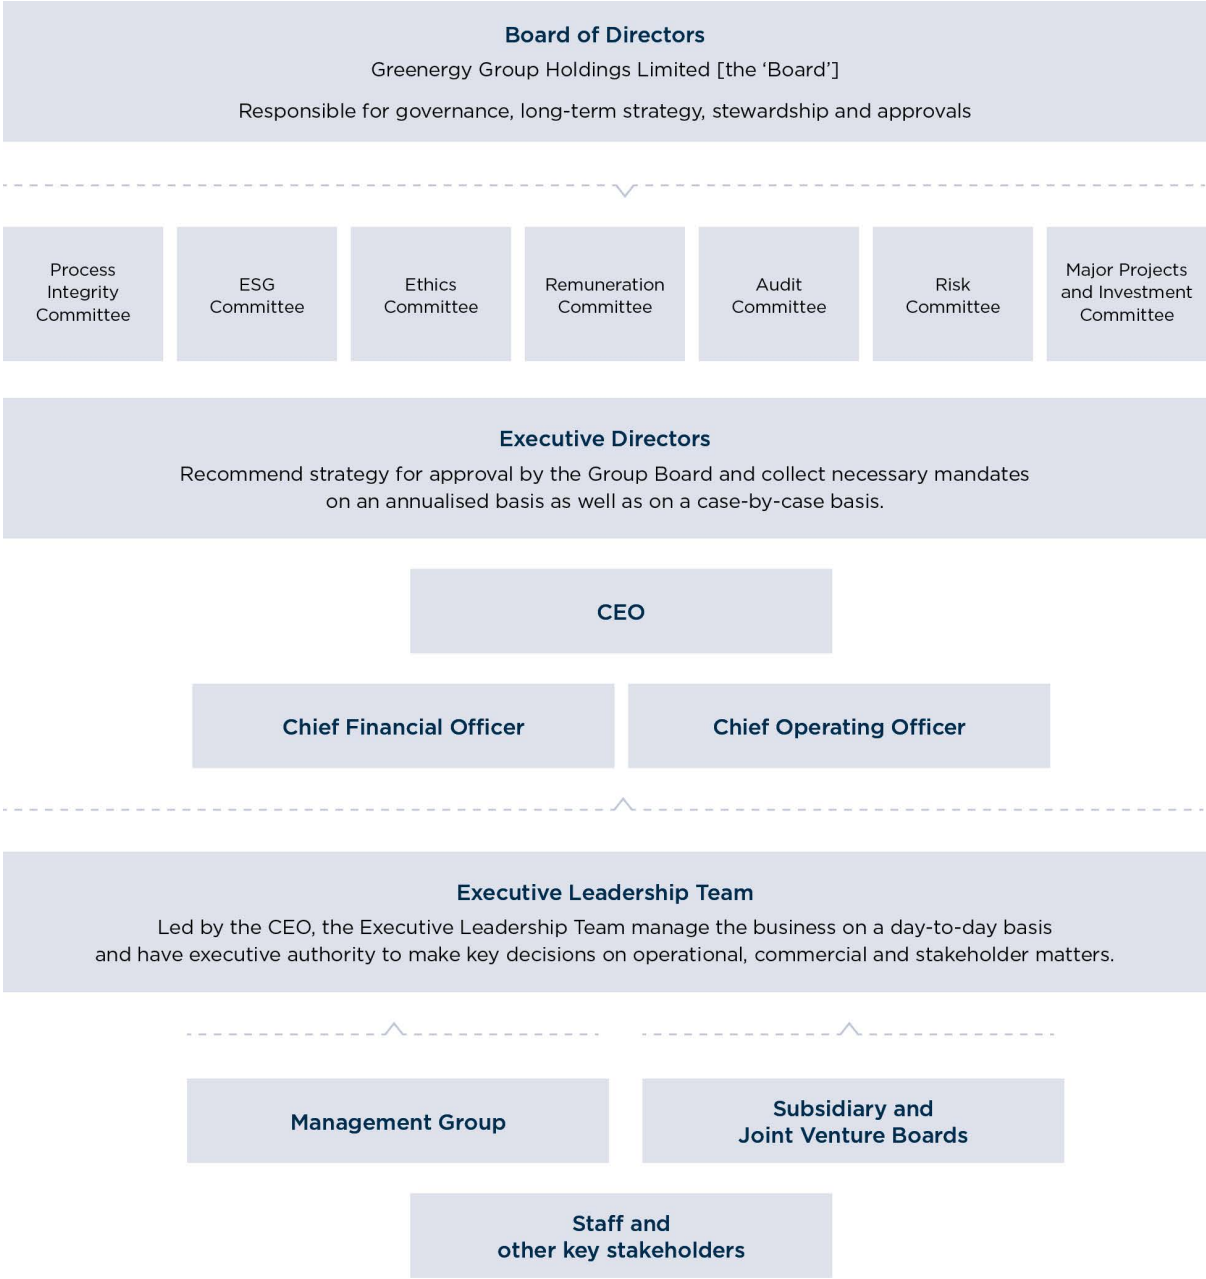 Board of Directors
Greenergy Group Holdings Limited [the ‘Board’]
Responsible for governance, long-term strategy, stewardship and approvals
Process
Integrity
Committee
ESG
Committee
Ethics
Committee
Remuneration
Committee
Audit
Committee
Risk
Committee
Major Projects
and Investment
Committee
Executive Directors
Recommend strategy for approval by the Group Board and collect necessary mandates
on an annualised basis as well as on a case-by-case basis.
CEO
Chief Financial Officer
Chief Operating Officer
Executive Leadership Team
Led by the CEO, the Executive Leadership Team manage the business on a day-to-day basis
and have executive authority to make key decisions on operational, commercial and stakeholder matters.
Management Group
Subsidiary and
Joint Venture Boards
Staff and
other key stakeholders